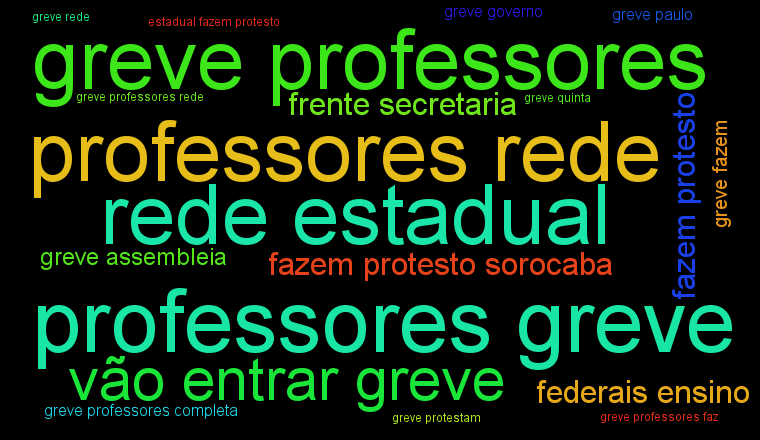 greve rede
estadual fazem protesto
greve governo
greve paulo
greve professores
greve professores rede
frente secretaria
greve quinta
professores rede
fazem protesto
greve fazem
rede estadual
greve assembleia
fazem protesto sorocaba
professores greve
vão entrar greve
federais ensino
greve professores completa
greve protestam
greve professores faz